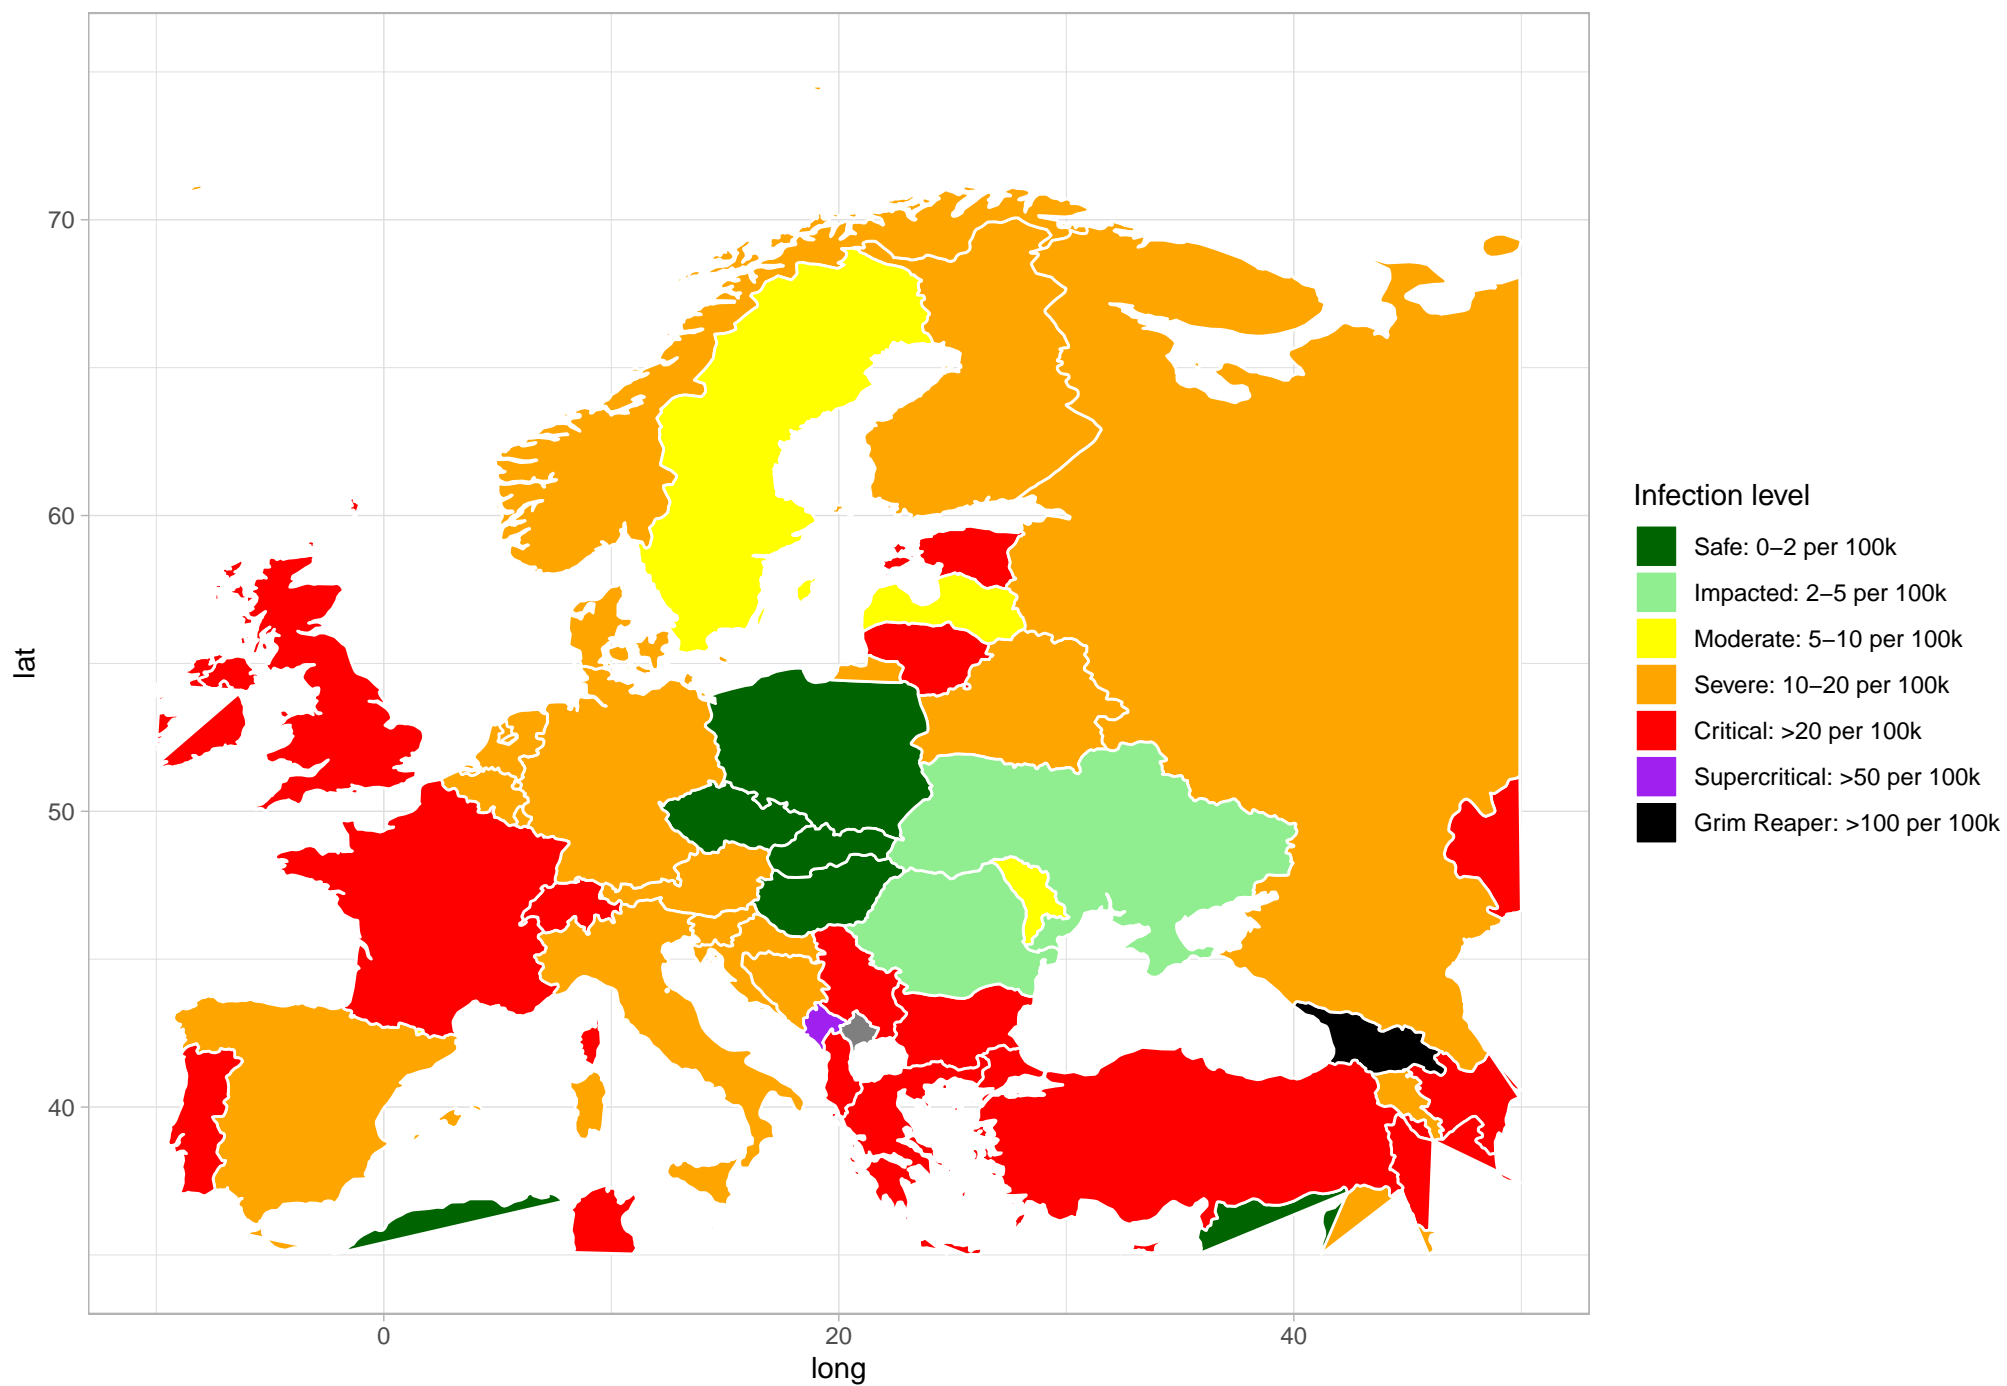 70
60
50
40
lat
0
20
40
long
Infection level
Safe: 0−2 per 100k
Impacted: 2−5 per 100k
Moderate: 5−10 per 100k
Severe: 10−20 per 100k
Critical: >20 per 100k
Supercritical: >50 per 100k
Grim Reaper: >100 per 100k